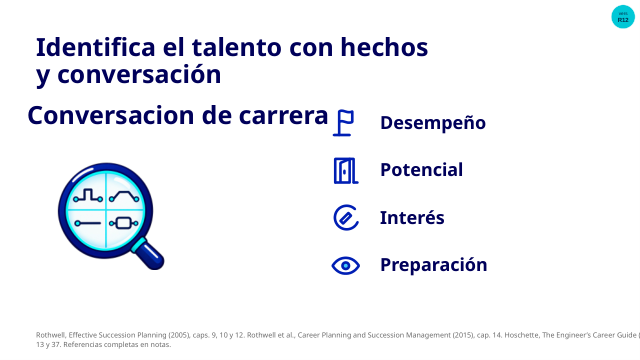 R12
Identifica el talento con hechos
y conversación
Conversacion de carrera
Desempeño
Potencial
Interés
Preparación
Rothwell, Effective Succession Planning (2005), caps. 9, 10 y 12. Rothwell et al., Career Planning and Succession Management (2015), cap. 14. Hoschette, The Engineer's Career Guide (
13 y 37. Referencias completas en notas.